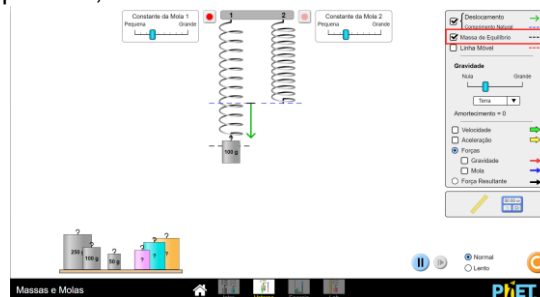 Constante da Mola 1
Pequena Grande
1
2
Constante da Mola 2
Pequena Grande
Deslocamento
Comprimento Natural
Massa de Equilíbrio
Linha Móvel
Gravidade
Nula Grande
Terra
Amortecimento = 0
Velocidade
Aceleração
Forças
Gravidade
Mola
Força Resultante
100 g
250 g
100 g
50 g
?
?
?
Normal
Lento
Massas e Molas
PhET